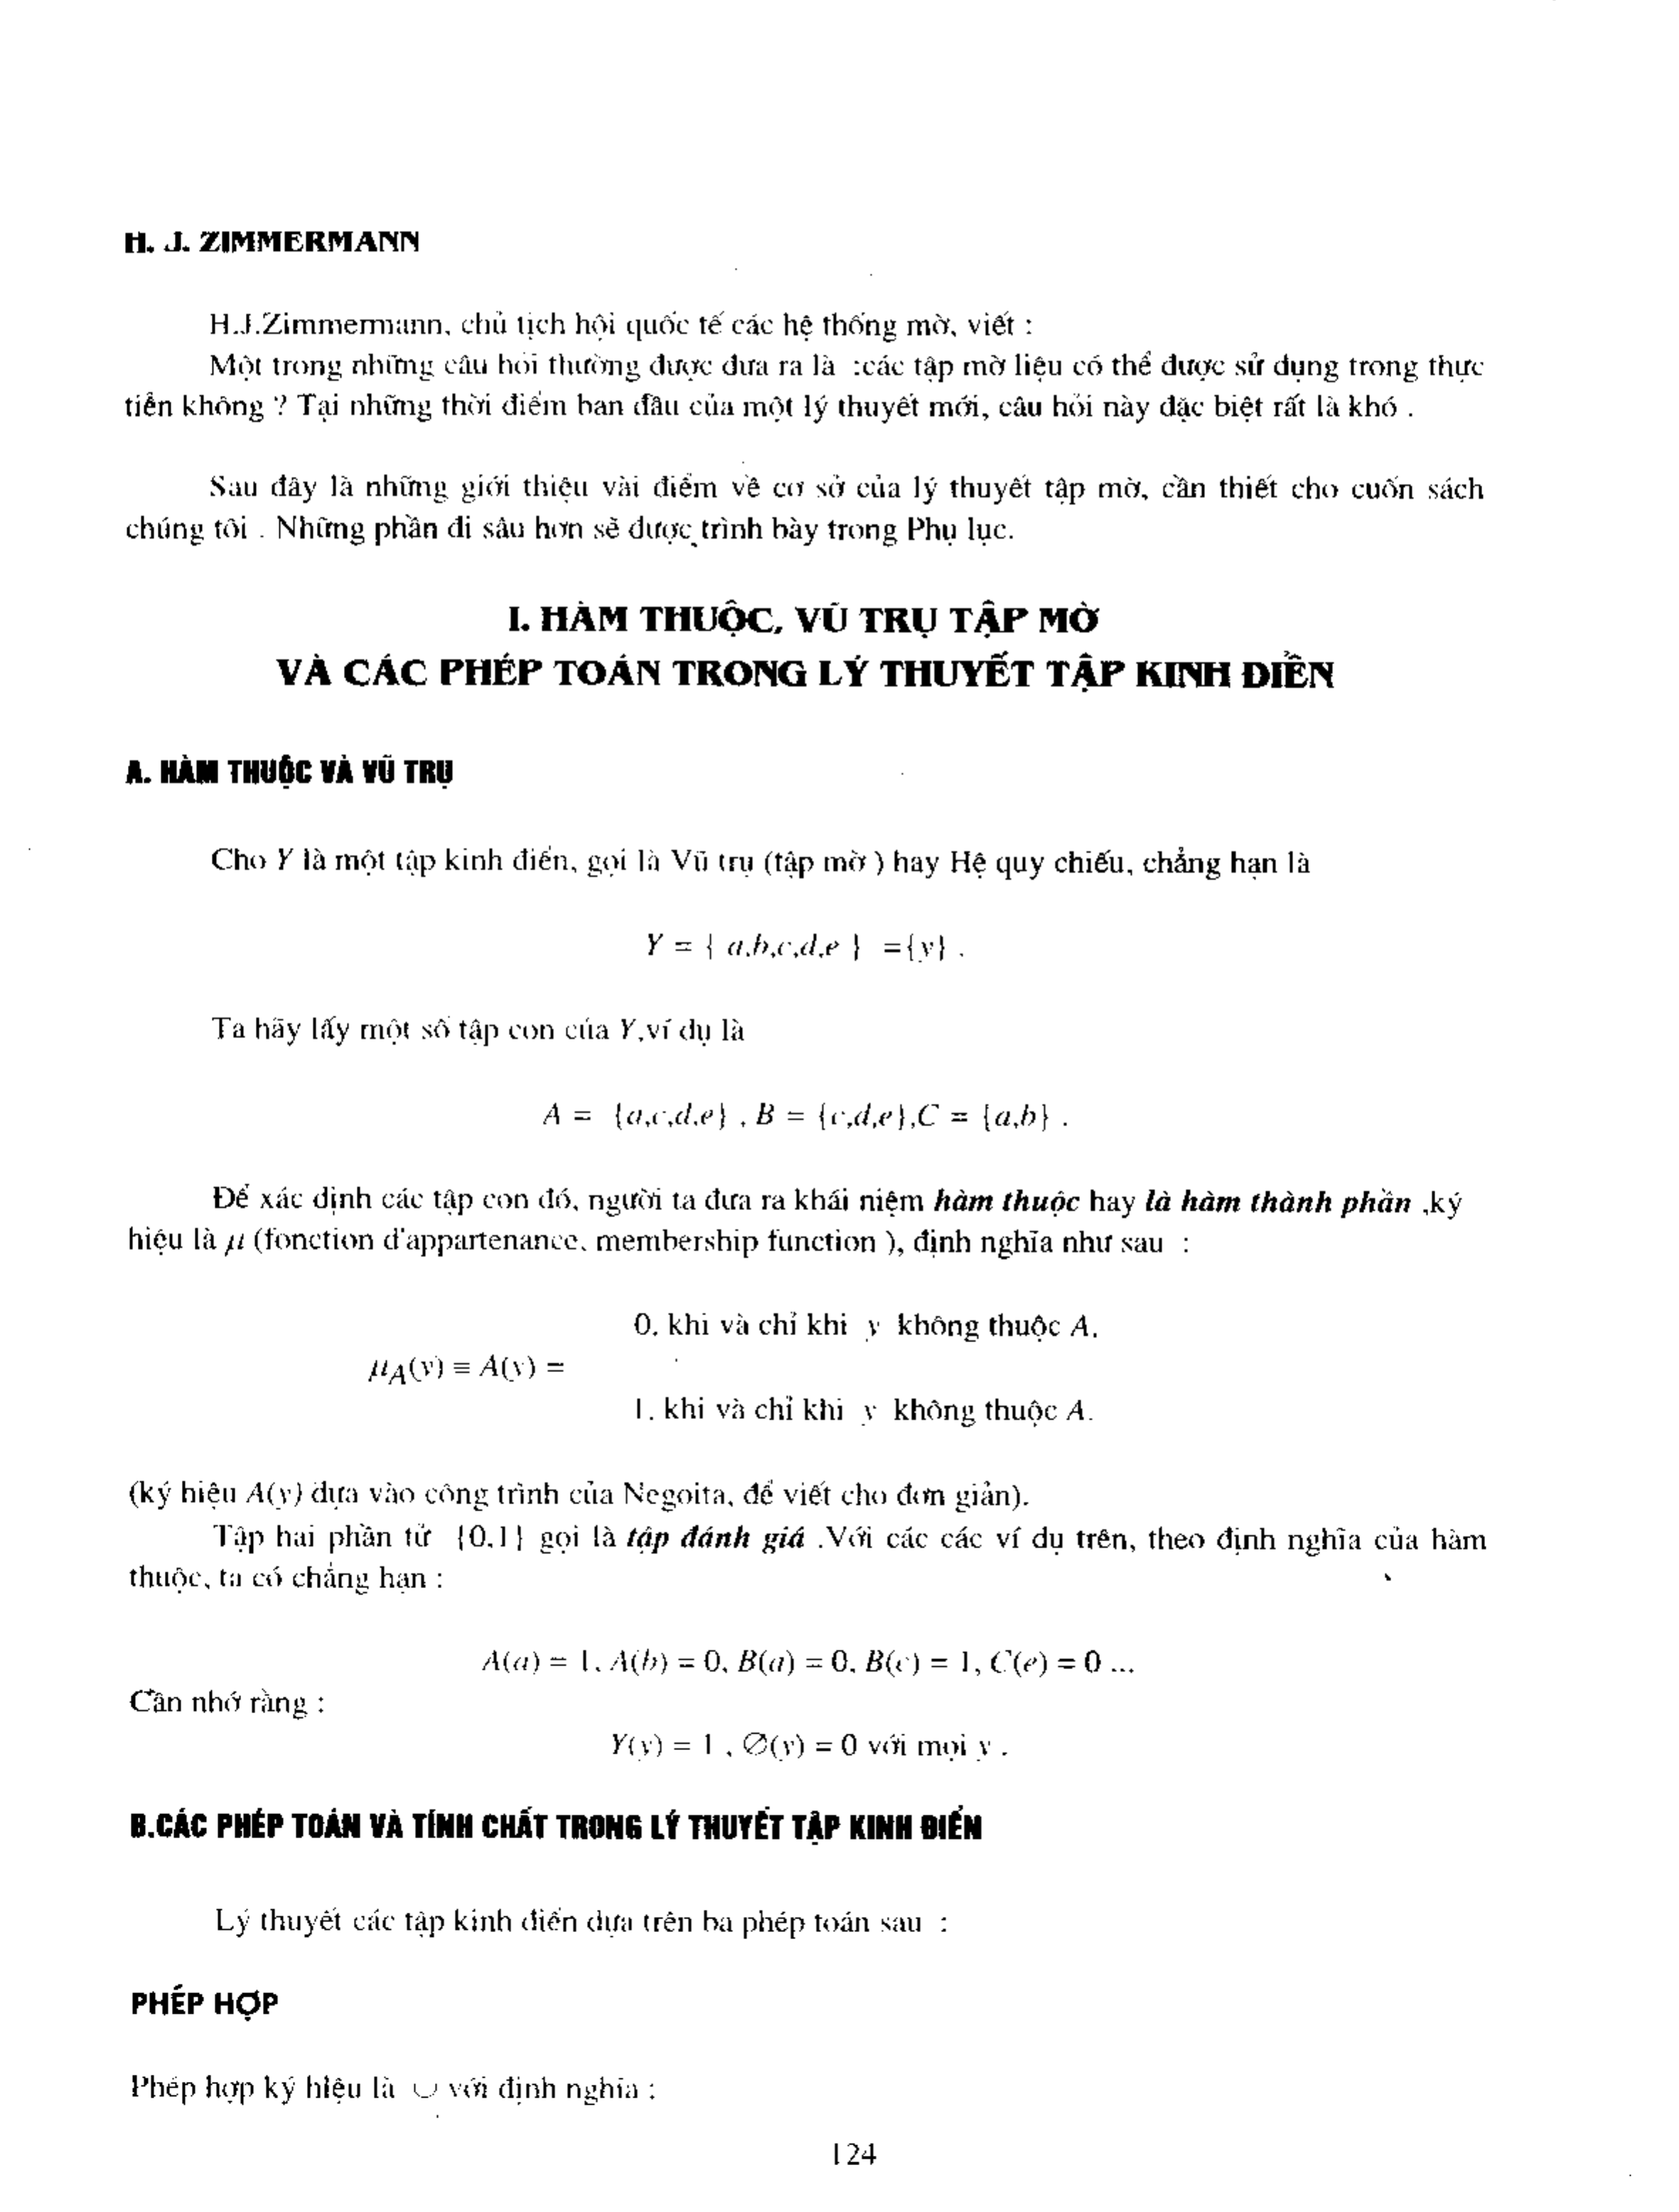 H. J. ZIMMERMANN
H.J.Zimmermann, chủ tịch hội quốc tế các hệ thống mờ, viết :
Một trong những câu hỏi thường được đưa ra là :các tập mờ liệu có thể được sử dụng trong thực
tiễn không ? Tại những thời điểm ban đầu của một lý thuyết mới, câu hỏi này đặc biệt rất là khó .
Sau đây là những giới thiệu vài điểm về cơ sở của lý thuyết tập mờ, cần thiết cho cuốn sách
chúng tôi . Những phần đi sâu hơn sẽ được trình bày trong Phụ lục.
I. HÀM THUỘC, VŨ TRỤ TẬP MỜ
VÀ CÁC PHÉP TOÁN TRONG LÝ THUYẾT TẬP KINH ĐIỂN
A. HÀM THUỘC VÀ VŨ TRỤ
Cho Y là một tập kinh điển, gọi là Vũ trụ (tập mờ ) hay Hệ quy chiếu, chẳng hạn là
Y = { a,b,c,d,e } ={y} .
Ta hãy lấy một số tập con của Y,ví dụ là
A = {a,c,d,e} , B = {c,d,e},C = {a,b} .
Để xác định các tập con đó, người ta đưa ra khái niệm hàm thuộc hay là hàm thành phần ,ký
hiệu là μ (fonction d'appartenance, membership function ), định nghĩa như sau :
0, khi và chỉ khi y không thuộc A,
μA(y) ≡ A(y) =
1, khi và chỉ khi y không thuộc A.
(ký hiệu A(y) dựa vào công trình của Negoita, để viết cho đơn giản).
Tập hai phần tử {0,1} gọi là tập đánh giá .Với các các ví dụ trên, theo định nghĩa của hàm
thuộc, ta có chẳng hạn :
A(a) = 1, A(b) = 0, B(a) = 0, B(c) = 1, C(e) = 0 ...
Cần nhớ rằng :
Y(y) = 1 , ∅(y) = 0 với mọi y .
B.CÁC PHÉP TOÁN VÀ TÍNH CHẤT TRONG LÝ THUYẾT TẬP KINH ĐIỂN
Lý thuyết các tập kinh điển dựa trên ba phép toán sau :
PHÉP HỢP
Phép hợp ký hiệu là ∪ với định nghĩa :
124